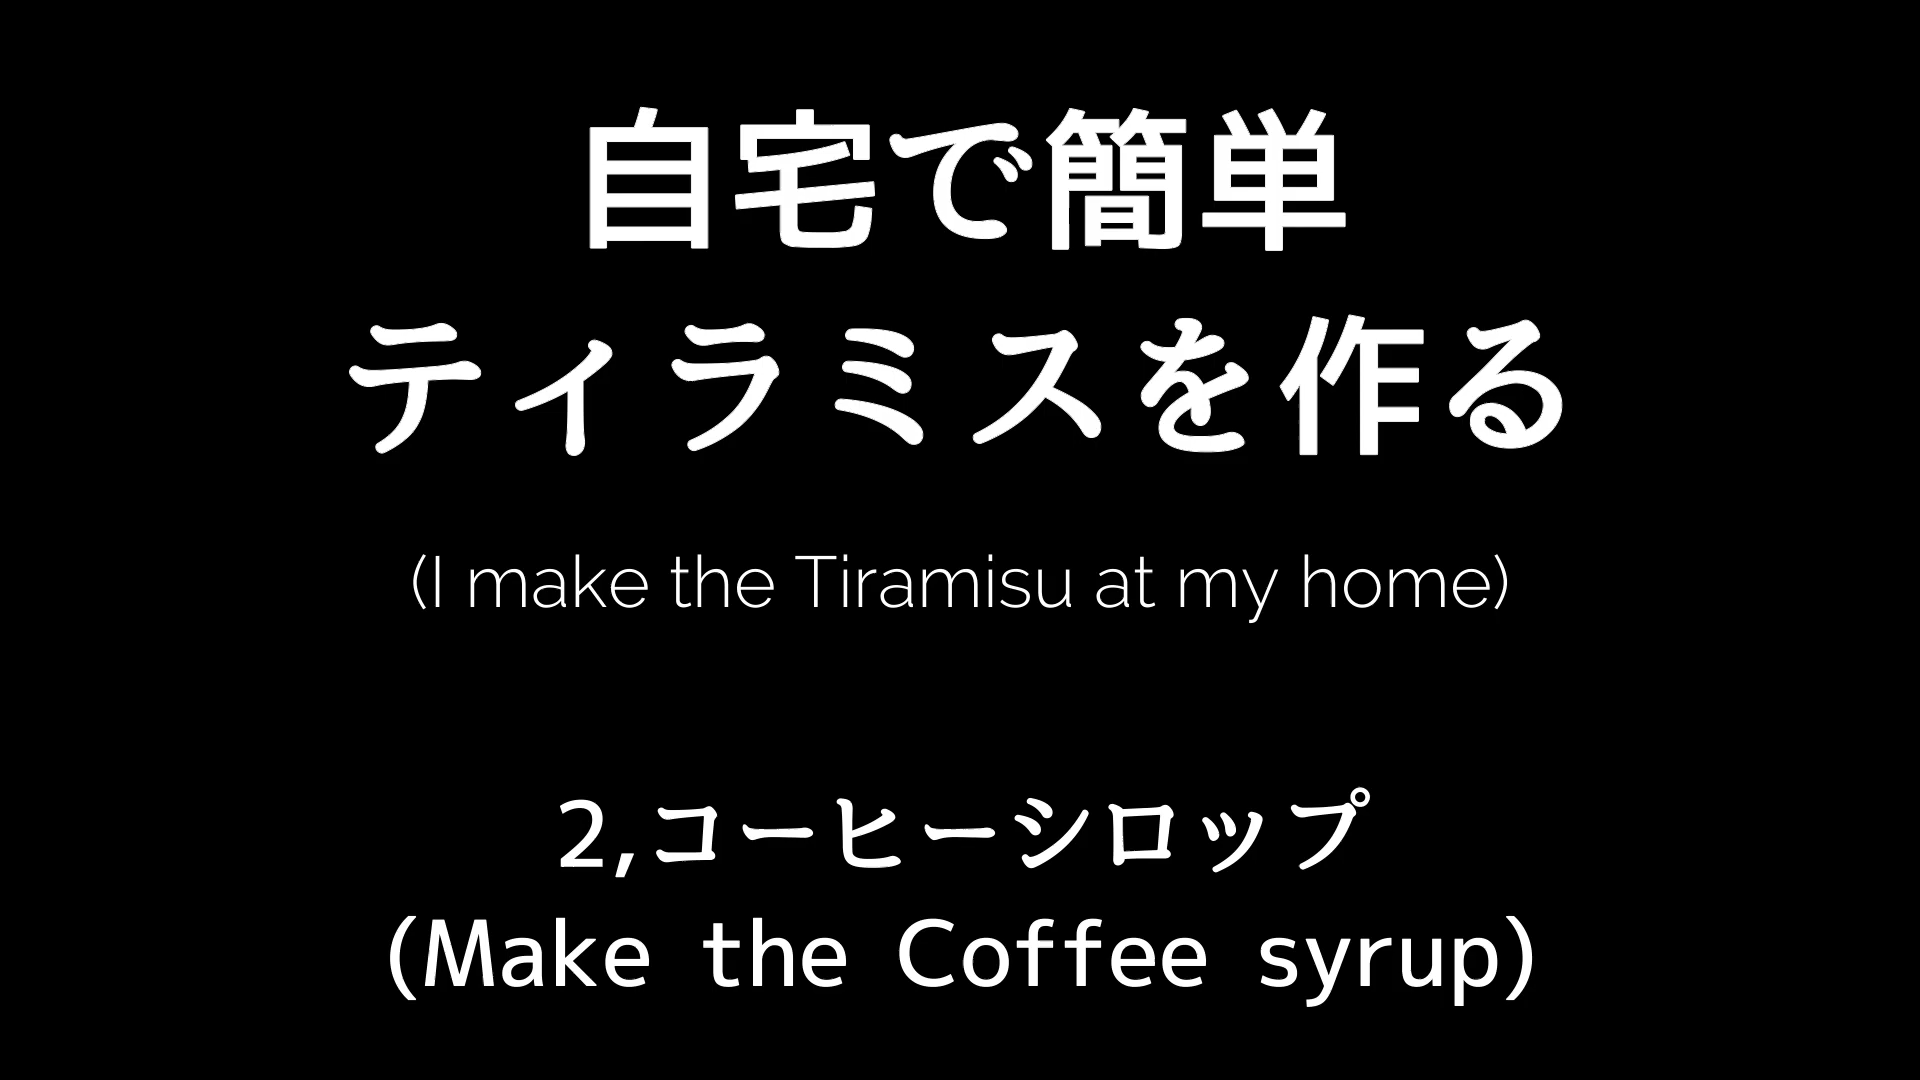 自宅で簡単
ティラミスを作る
(I make the Tiramisu at my home)
2,コーヒーシロップ
(Make the Coffee syrup)